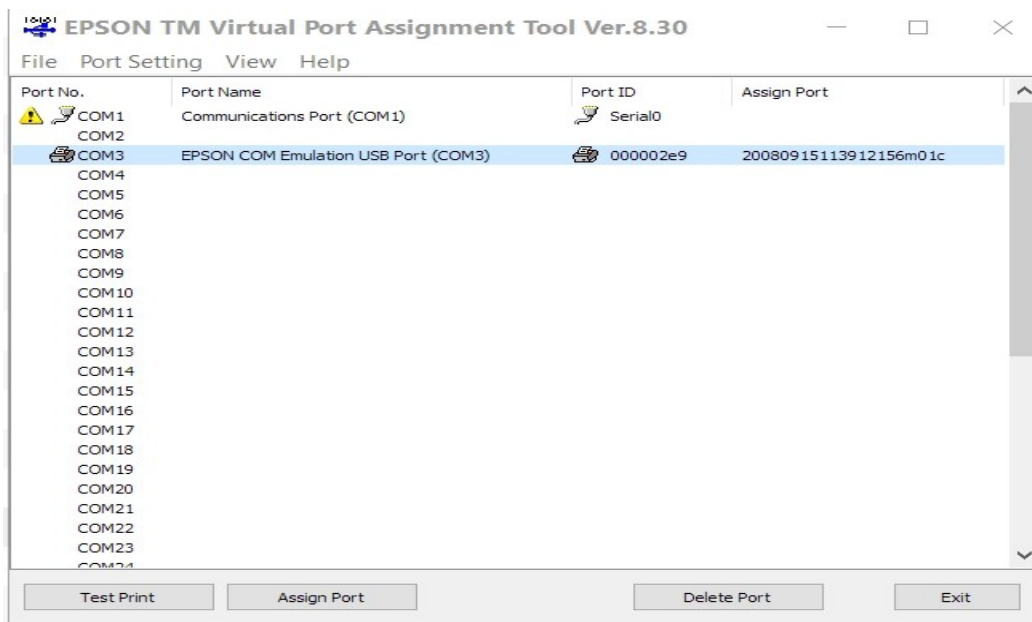 EPSON TM Virtual Port Assignment Tool Ver.8.30
File Port Setting View Help
Port No. Port Name Port ID Assign Port
COM1 Communications Port (COM1) Serial0
COM2
COM3 EPSON COM Emulation USB Port (COM3) 000002e9 20080915113912156m01c
COM4
COM5
COM6
COM7
COM8
COM9
COM10
COM11
COM12
COM13
COM14
COM15
COM16
COM17
COM18
COM19
COM20
COM21
COM22
COM23
COM24
Test Print Assign Port Delete Port Exit